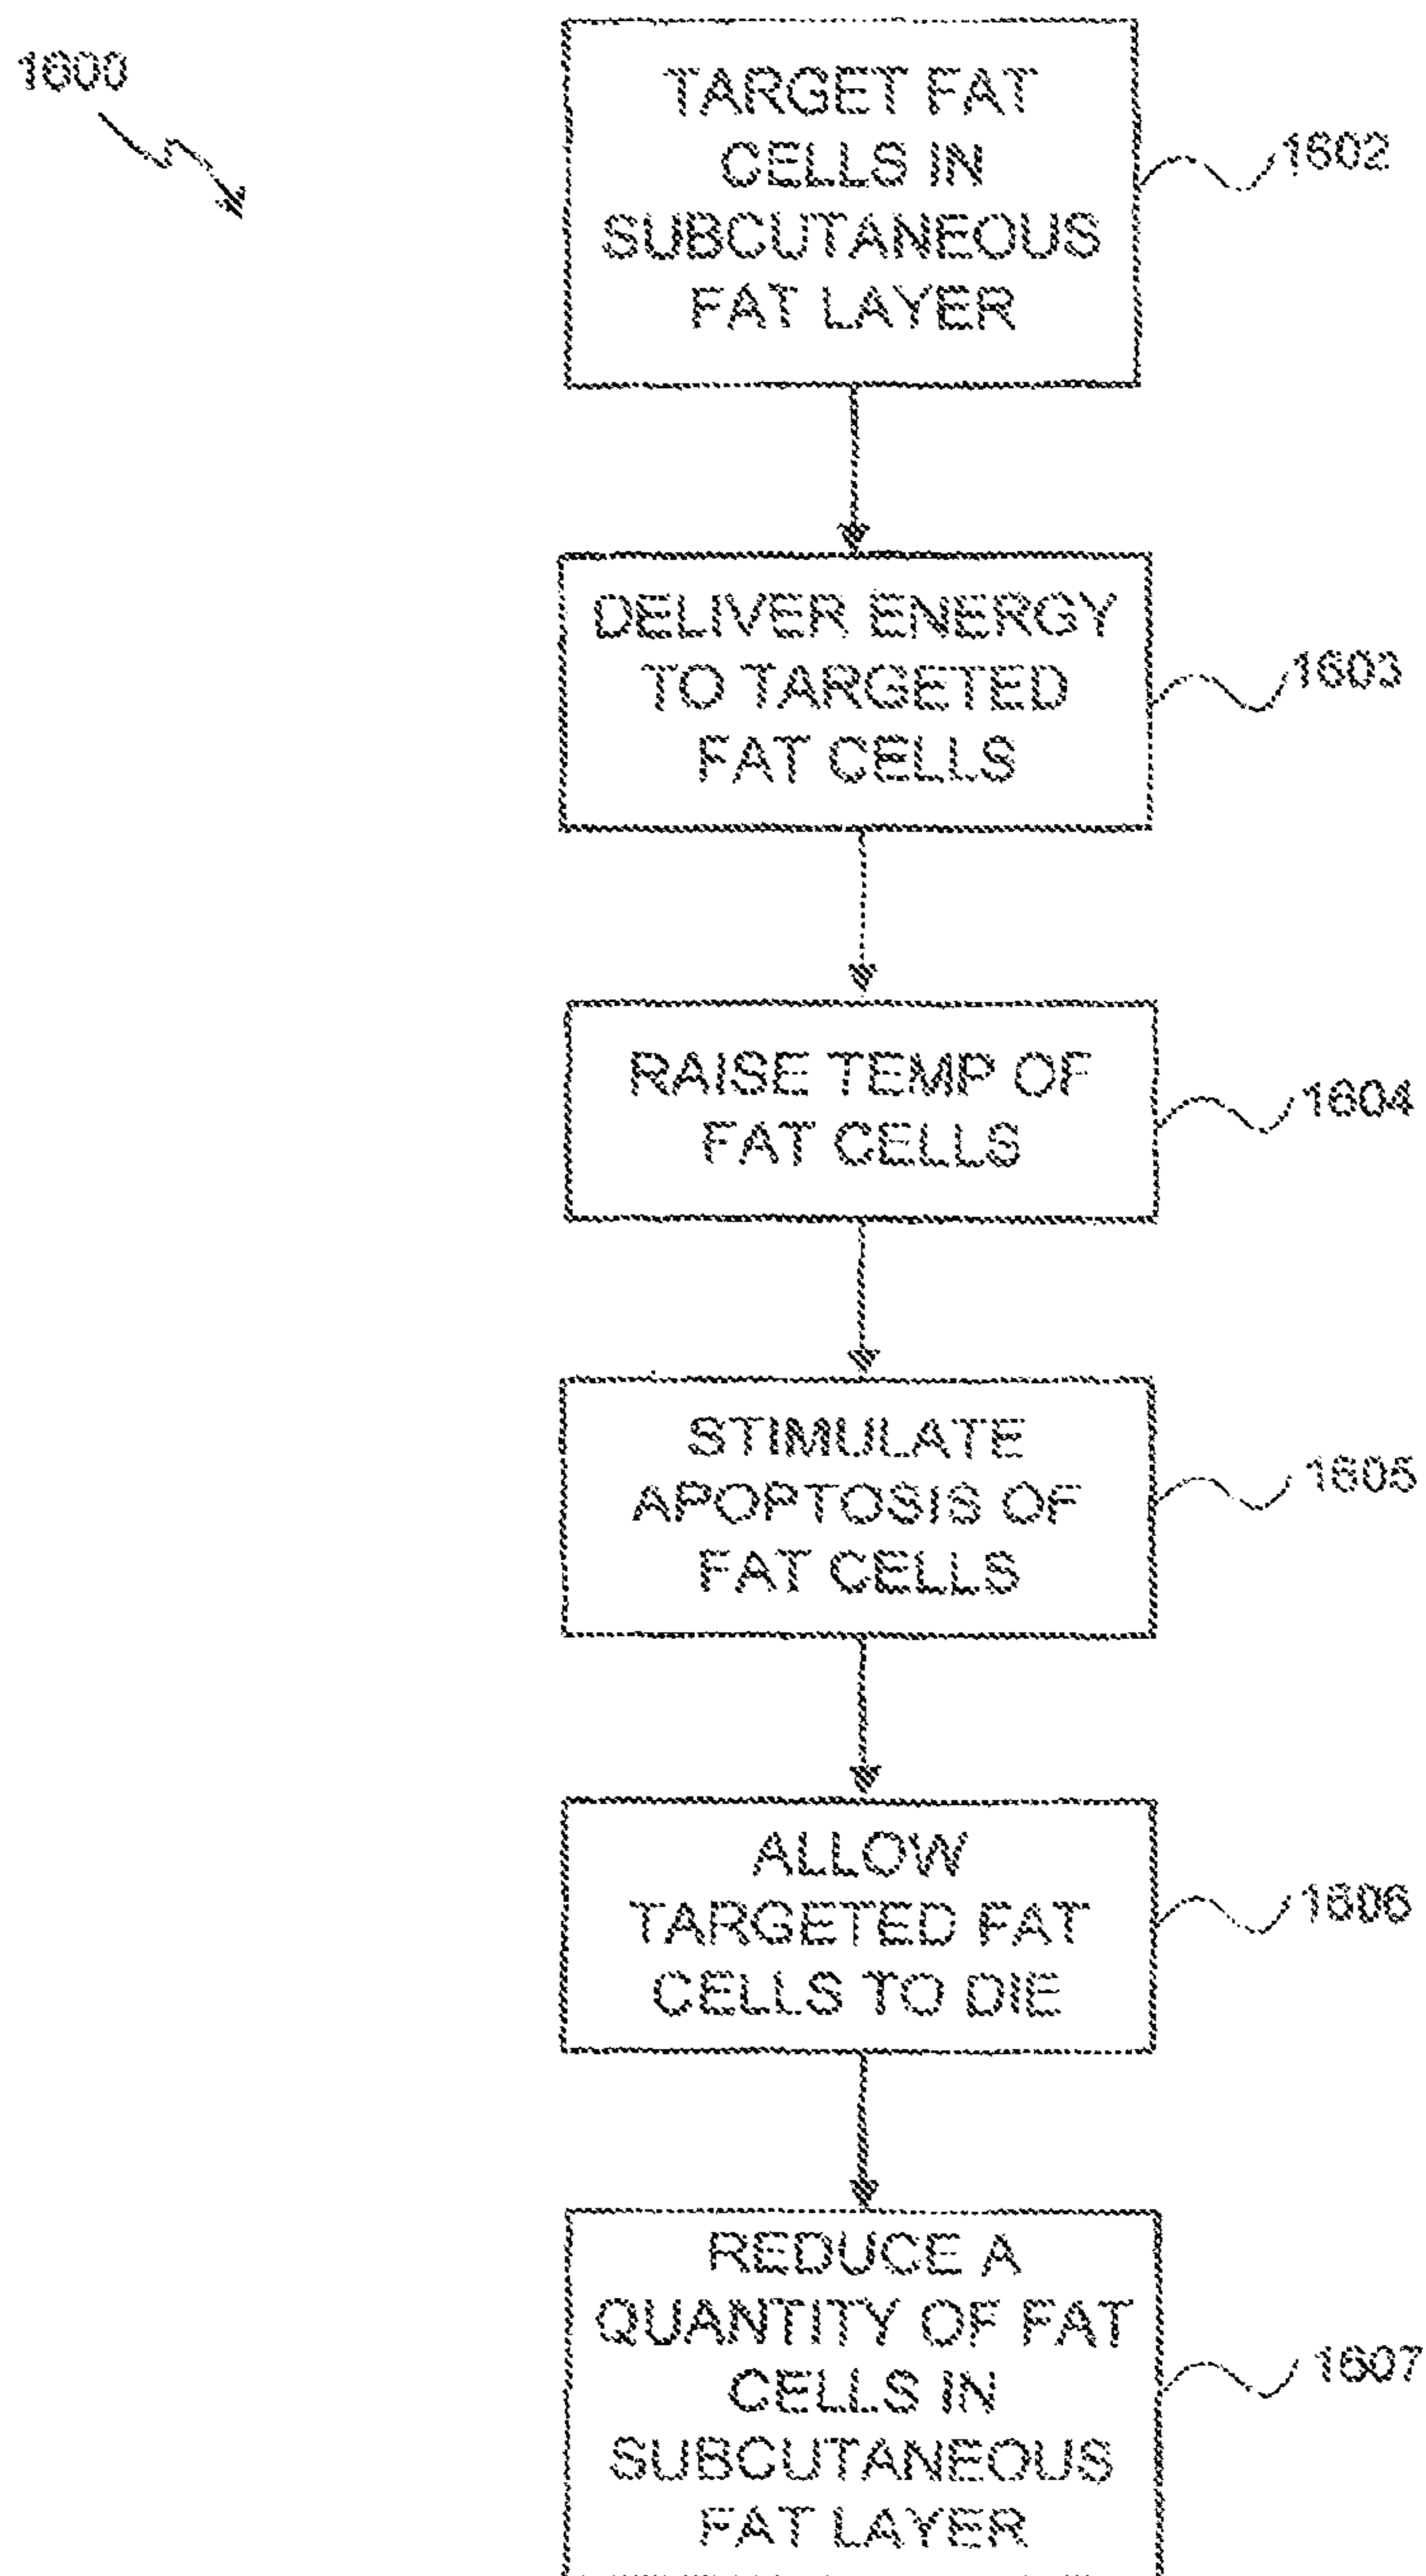 1600
TARGET FAT
CELLS IN
SUBCUTANEOUS
FAT LAYER
1602
DELIVER ENERGY
TO TARGETED
FAT CELLS
1603
RAISE TEMP OF
FAT CELLS
1604
STIMULATE
APOPTOSIS OF
FAT CELLS
1605
ALLOW
TARGETED FAT
CELLS TO DIE
1606
REDUCE A
QUANTITY OF FAT
CELLS IN
SUBCUTANEOUS
FAT LAYER
1607